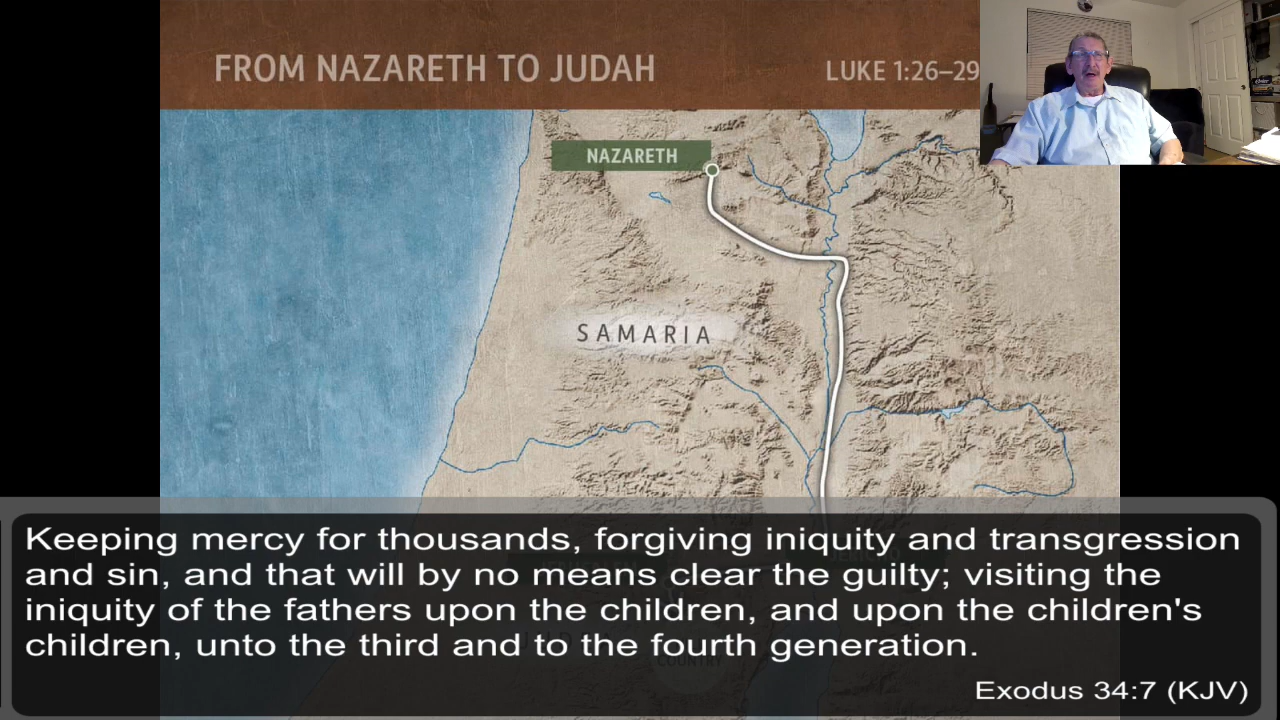 FROM NAZARETH TO JUDAH
LUKE 1:26–29
NAZARETH
SAMARIA
Keeping mercy for thousands, forgiving iniquity and transgression
and sin, and that will by no means clear the guilty; visiting the
iniquity of the fathers upon the children, and upon the children's
children, unto the third and to the fourth generation.
COUNTRY
Exodus 34:7 (KJV)